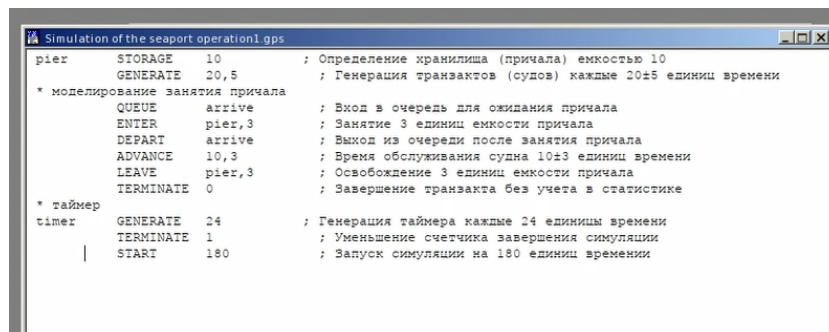 Simulation of the seaport operation1.gps
pier STORAGE 10 ; Определение хранилища (причала) емкостью 10
GENERATE 20,5 ; Генерация транзактов (судов) каждые 20±5 единиц времени
* моделирование занятия причала
QUEUE arrive ; Вход в очередь для ожидания причала
ENTER pier,3 ; Занятие 3 единиц емкости причала
DEPART arrive ; Выход из очереди после занятия причала
ADVANCE 10,3 ; Время обслуживания судна 10±3 единиц времени
LEAVE pier,3 ; Освобождение 3 единиц емкости причала
TERMINATE 0 ; Завершение транзакта без учета в статистике
* таймер
timer GENERATE 24 ; Генерация таймера каждые 24 единицы времени
TERMINATE 1 ; Уменьшение счетчика завершения симуляции
START 180 ; Запуск симуляции на 180 единиц времении